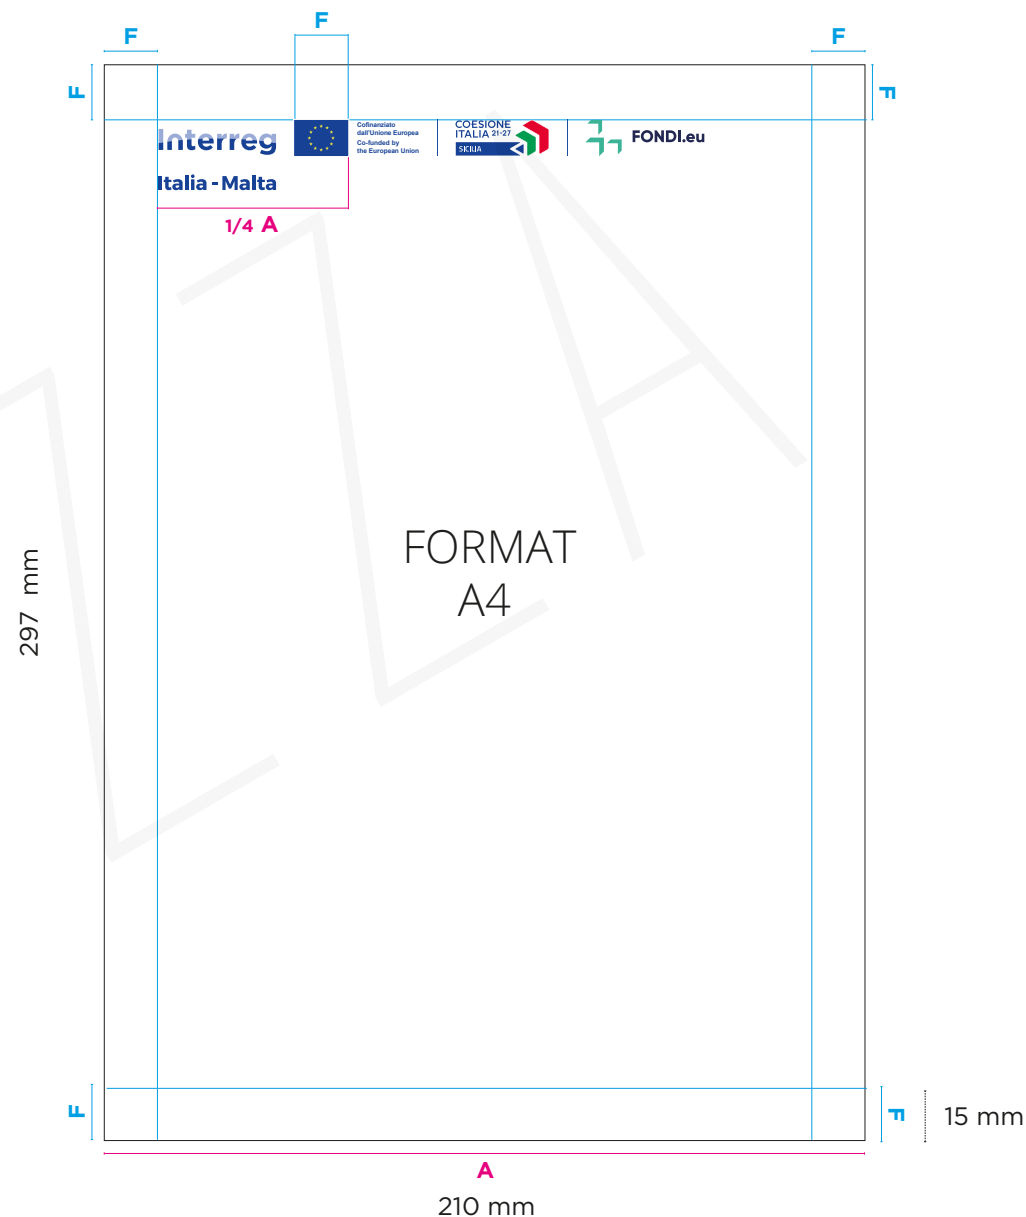 F
F
F
F
F
Interreg
Cofinanziato
dall'Unione Europea
Co-funded by
the European Union
COESIONE
ITALIA 21-27
SICILIA
FONDI.eu
Italia - Malta
1/4 A
ZZA
FORMAT
A4
297 mm
F
F
15 mm
A
210 mm